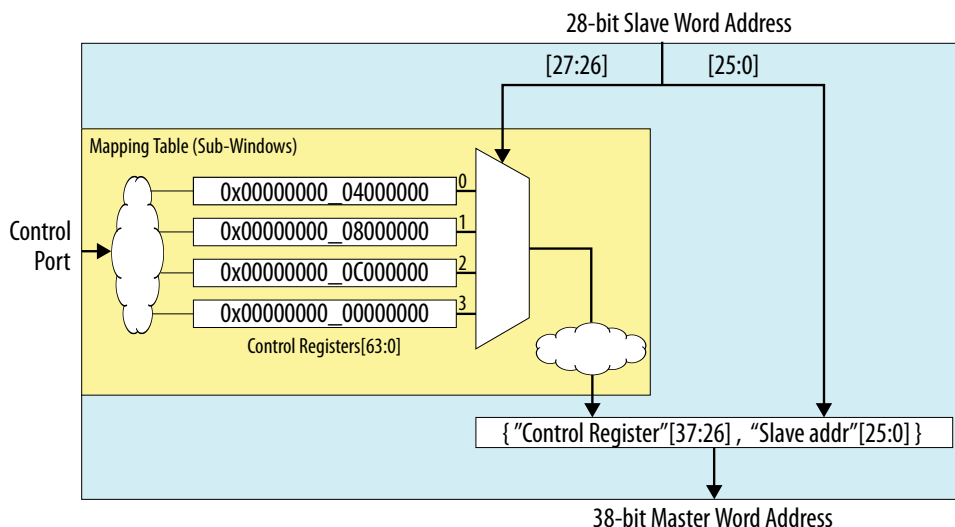 28-bit Slave Word Address
[27:26]
[25:0]
Mapping Table (Sub-Windows)
0x00000000_04000000
0
0x00000000_08000000
1
Control
Port
0x00000000_0C000000
2
0x00000000_00000000
3
Control Registers[63:0]
{ ”Control Register”[37:26] , “Slave addr”[25:0] }
38-bit Master Word Address